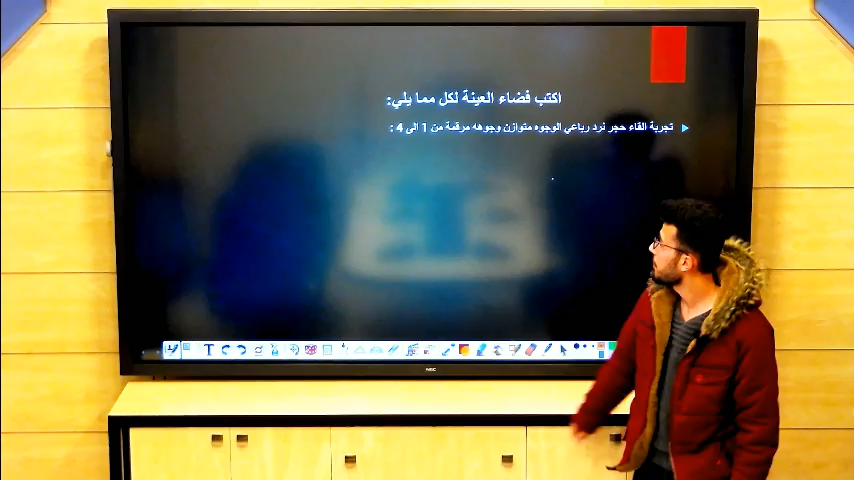 اكتب فضاء العينة لكل مما يلي:
تجربة القاء حجر نرد رباعي الوجوه متوازن وجوهه مرقمة من 1 الى 4 :
NEC